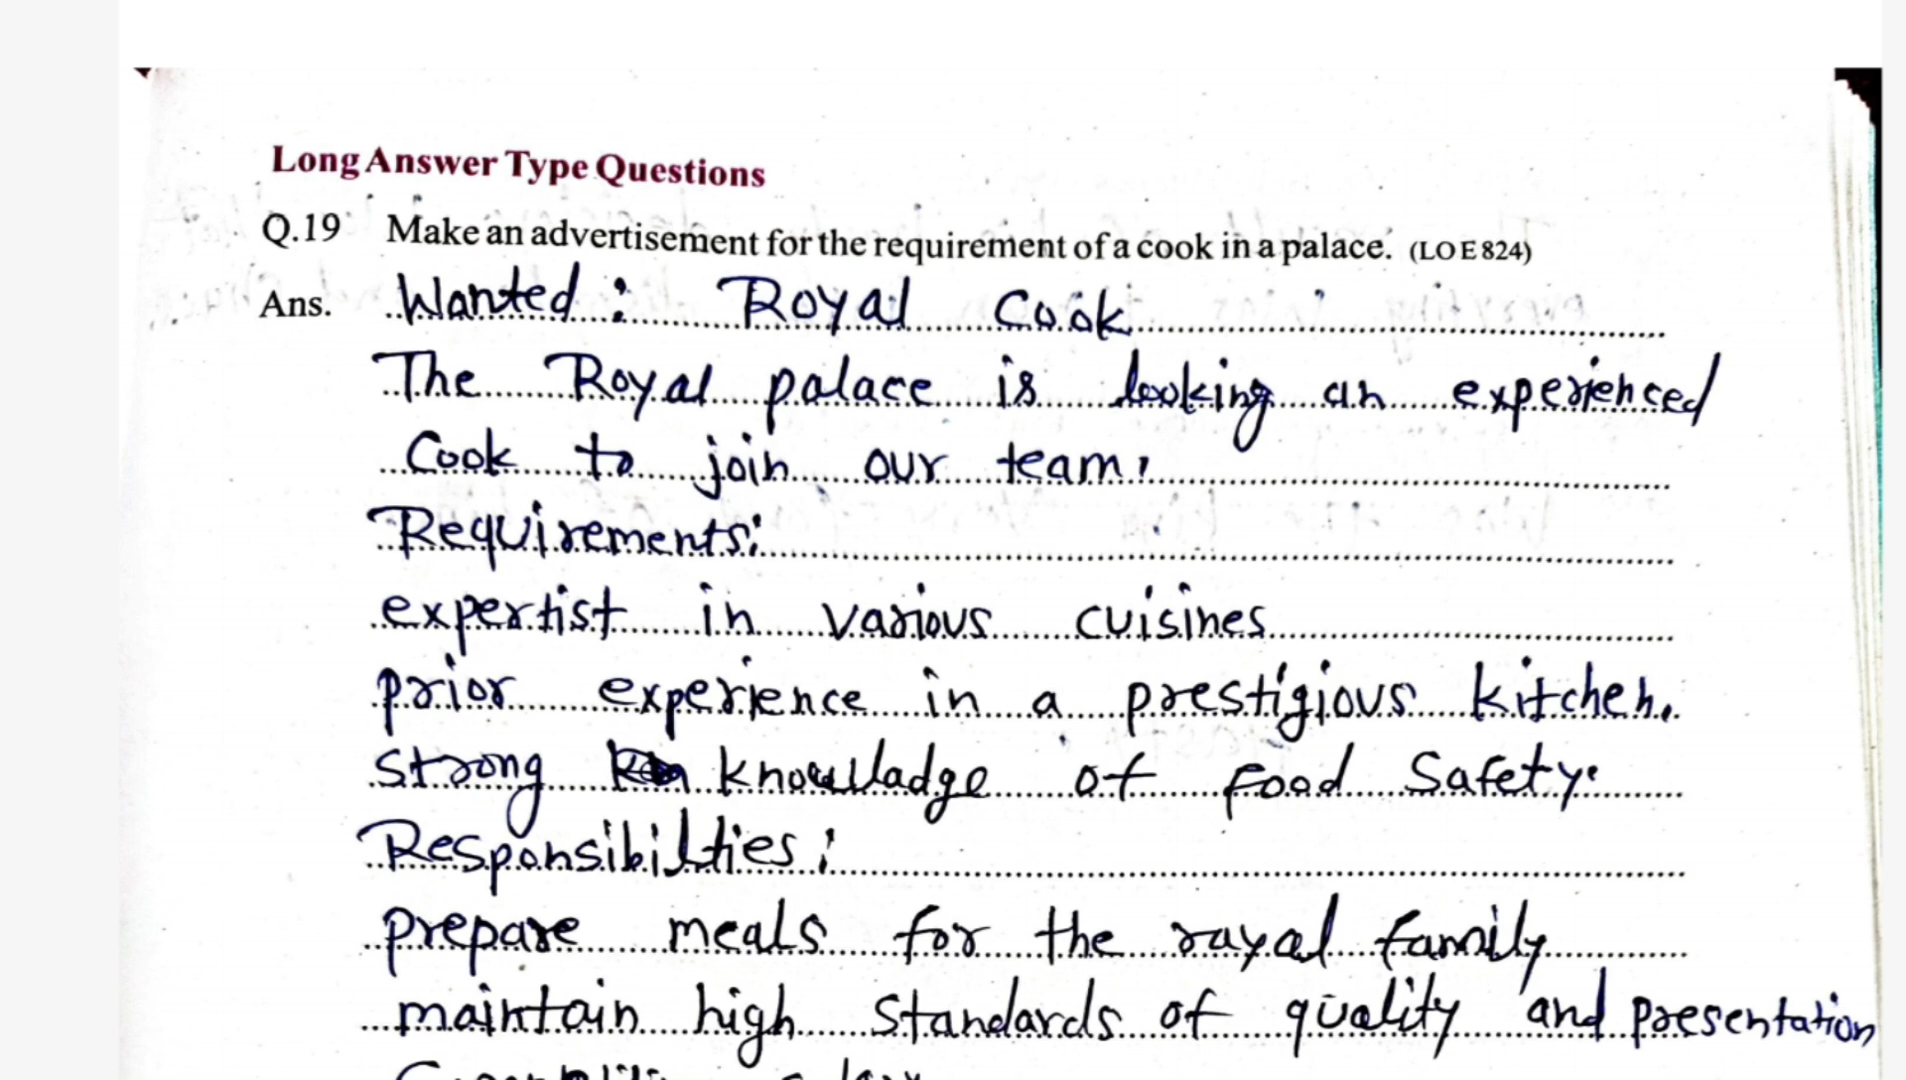 Long Answer Type Questions
Q.19 Make an advertisement for the requirement of a cook in a palace. (LO E 824)
Ans. Wanted : Royal Cook
The Royal palace is looking an experienced
Cook to join our team.
Requirements:
expertist in various cuisines
prior experience in a prestigious kitchen.
strong knowlladge of Food Safety.
Responsibilties :
prepare meals for the rayal family
maintain high standards of quality and presentation